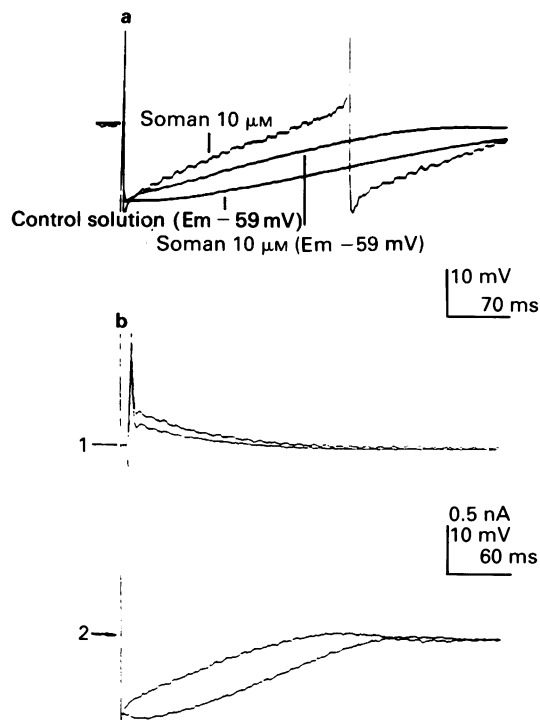 a
Soman 10 μM
Control solution (Em – 59 mV)
Soman 10 μM (Em –59 mV)
10 mV
70 ms
b
1
0.5 nA
10 mV
60 ms
2